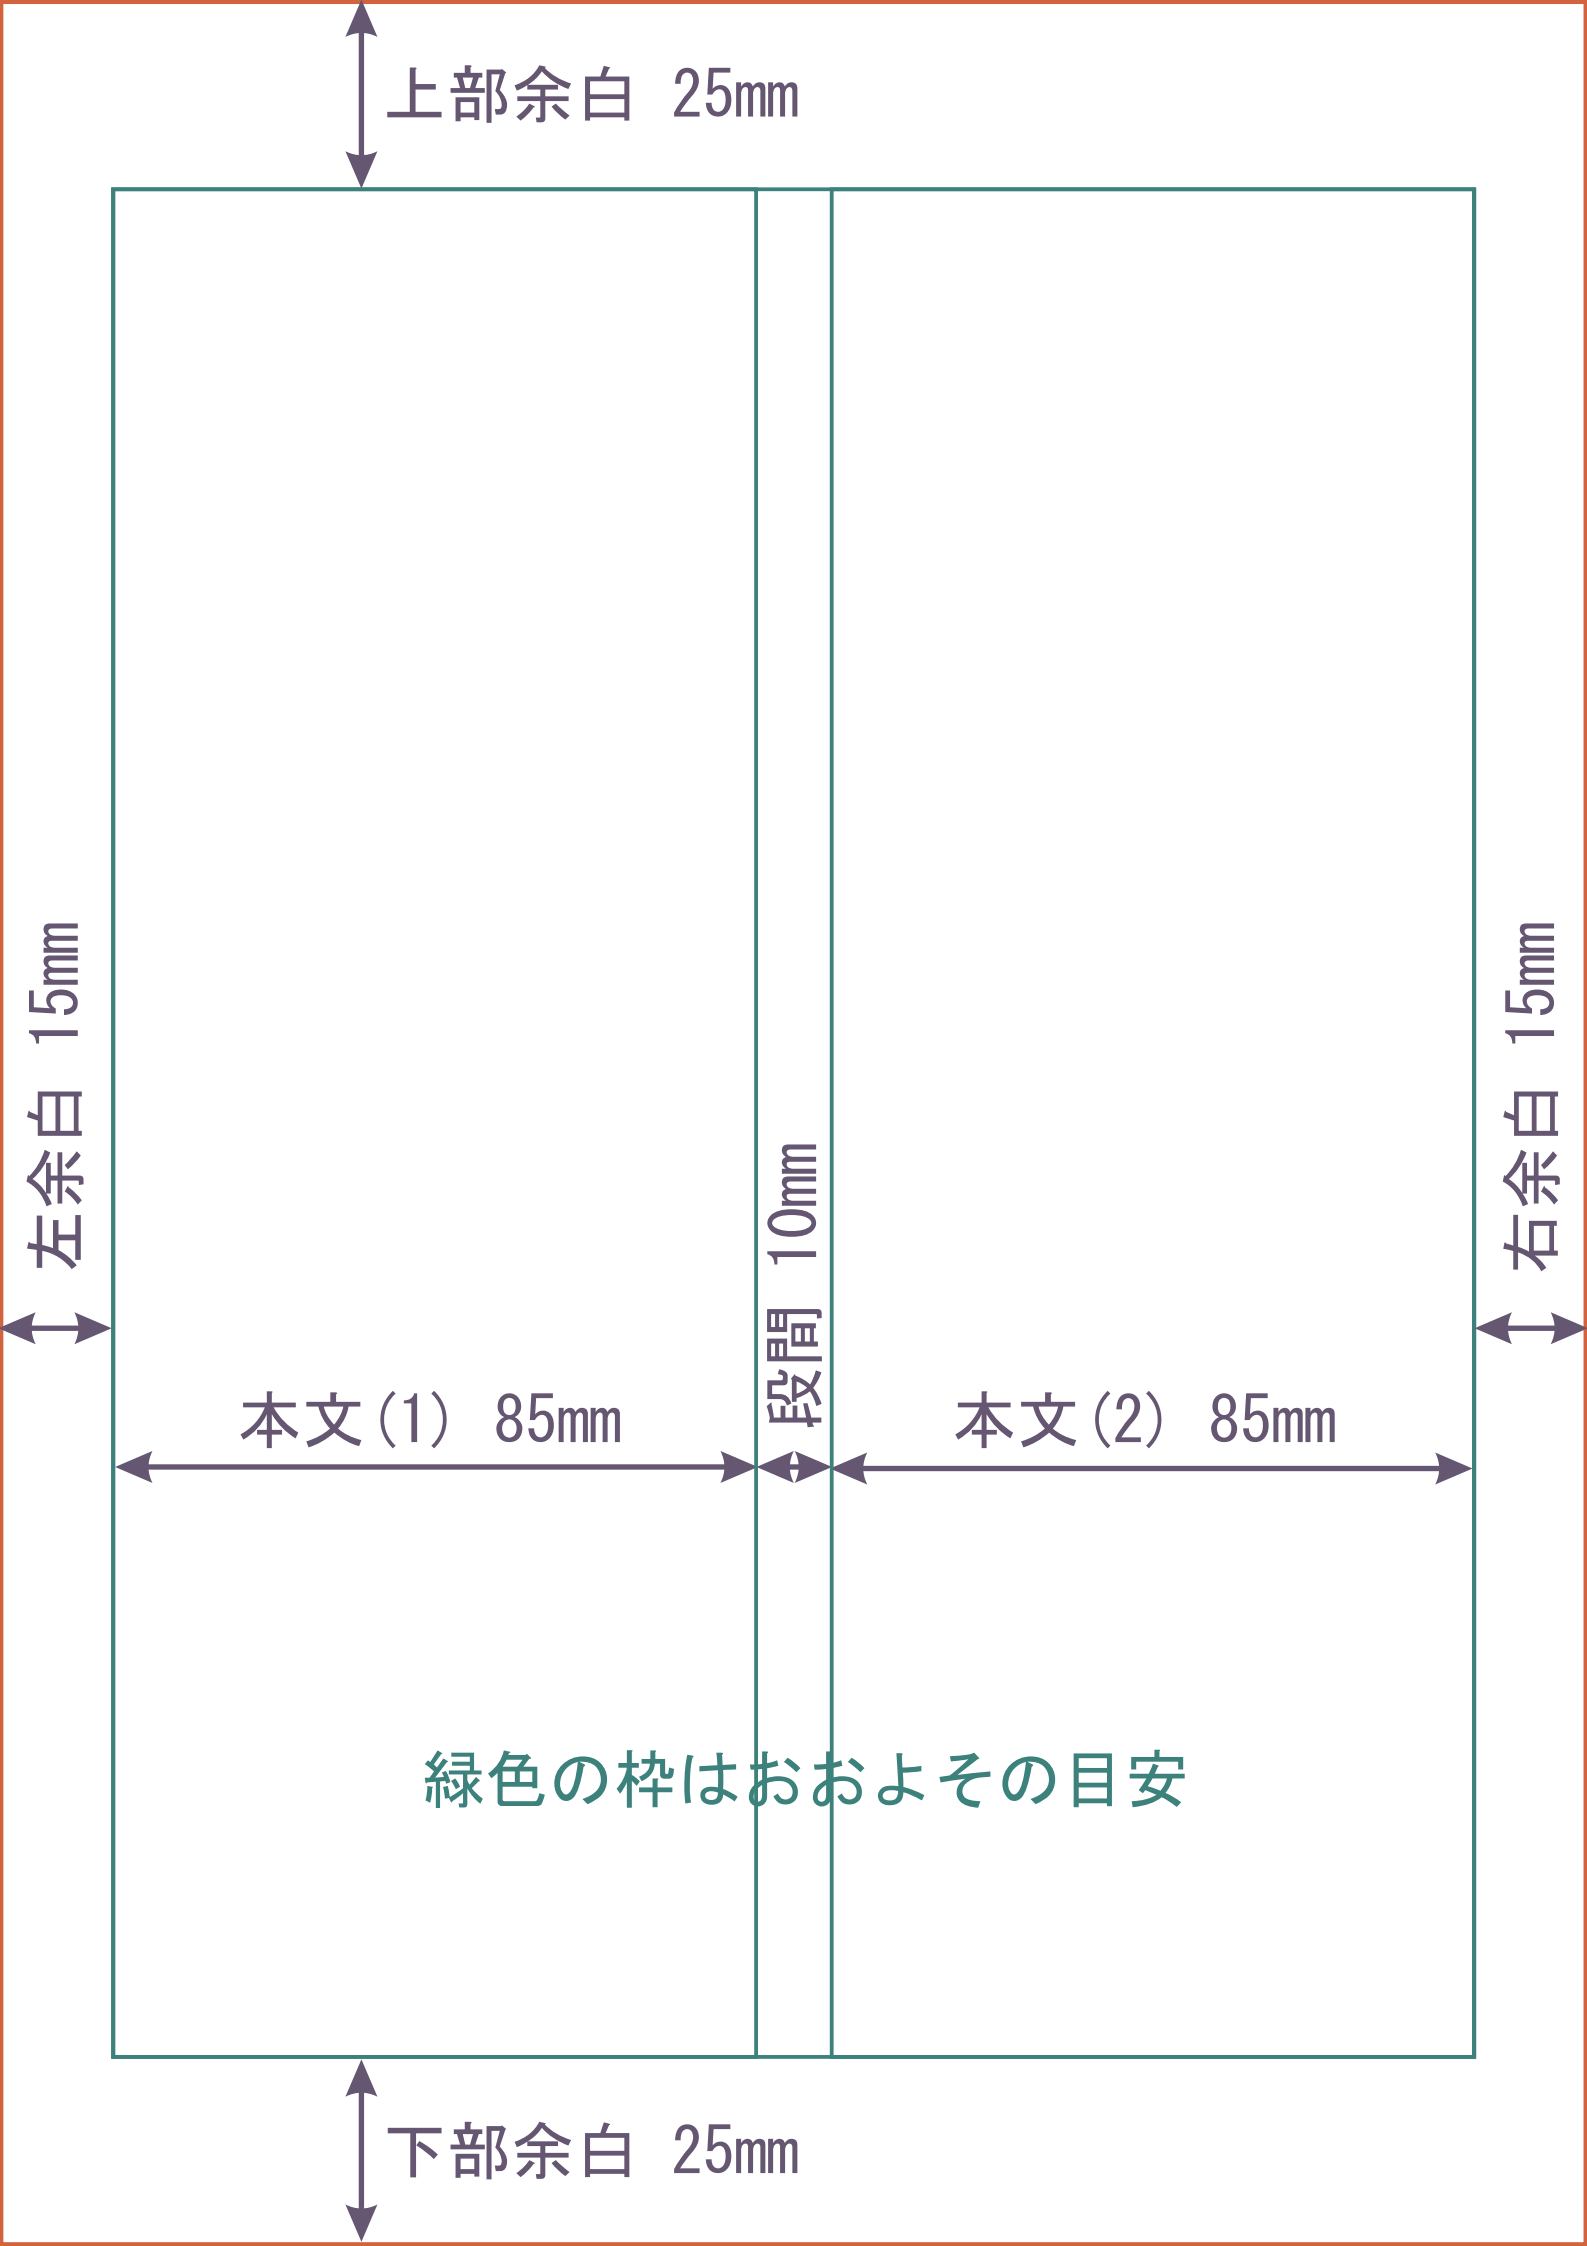 上部余白 25mm
左余白 15mm
右余白 15mm
段間 10mm
本文(1) 85mm
本文(2) 85mm
緑色の枠はおおよその目安
下部余白 25mm